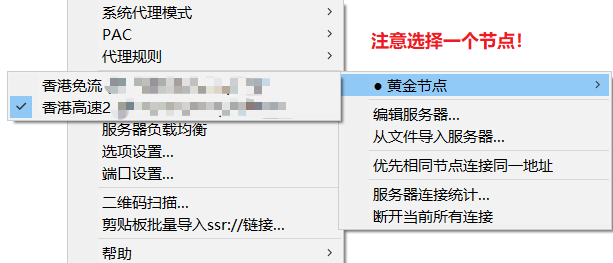 系统代理模式
PAC
代理规则
注意选择一个节点！
香港免流
香港高速2
● 黄金节点
编辑服务器...
从文件导入服务器...
优先相同节点连接同一地址
服务器连接统计...
断开当前所有连接
服务器负载均衡
选项设置...
端口设置...
二维码扫描...
剪贴板批量导入ssr://链接...
帮助